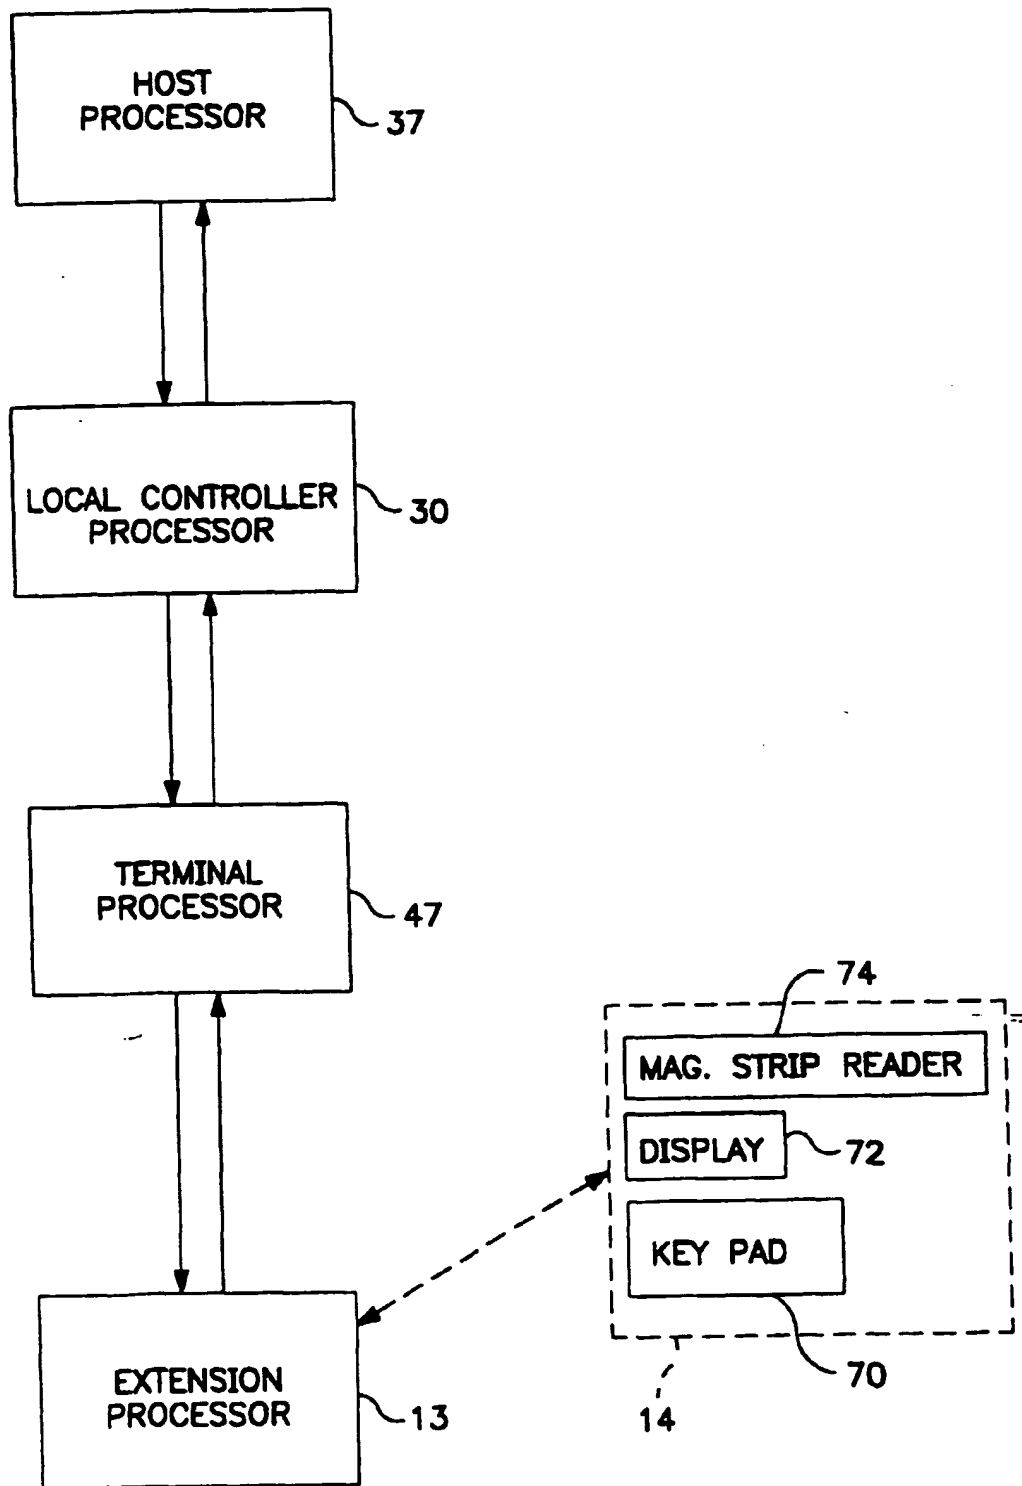 HOST
PROCESSOR
37
LOCAL CONTROLLER
PROCESSOR
30
TERMINAL
PROCESSOR
47
74
MAG. STRIP READER
DISPLAY
72
KEY PAD
70
14
EXTENSION
PROCESSOR
13